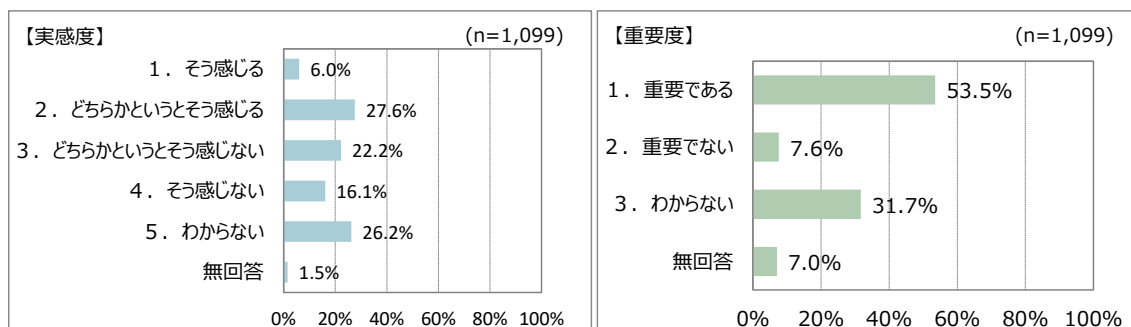 【実感度】 (n=1,099)
1．そう感じる 6.0%
2．どちらかというとそう感じる 27.6%
3．どちらかというとそう感じない 22.2%
4．そう感じない 16.1%
5．わからない 26.2%
無回答 1.5%
0% 20% 40% 60% 80% 100%
【重要度】 (n=1,099)
1．重要である 53.5%
2．重要でない 7.6%
3．わからない 31.7%
無回答 7.0%
0% 20% 40% 60% 80% 100%